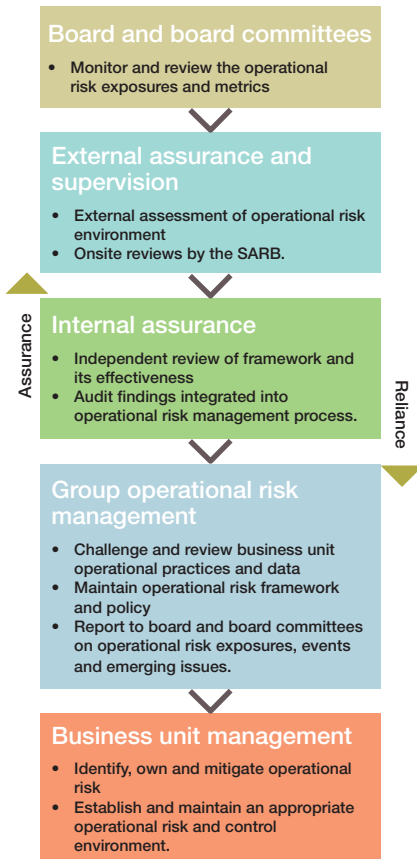 Board and board committees
• Monitor and review the operational
risk exposures and metrics
External assurance and
supervision
• External assessment of operational risk
environment
• Onsite reviews by the SARB.
Assurance
Internal assurance
• Independent review of framework and
its effectiveness
• Audit findings integrated into
operational risk management process.
Reliance
Group operational risk
management
• Challenge and review business unit
operational practices and data
• Maintain operational risk framework
and policy
• Report to board and board committees
on operational risk exposures, events
and emerging issues.
Business unit management
• Identify, own and mitigate operational
risk
• Establish and maintain an appropriate
operational risk and control
environment.